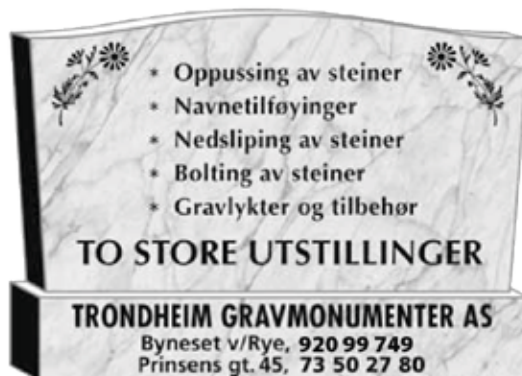 * Oppussing av steiner
* Navnetilføyinger
* Nedsliping av steiner
* Bolting av steiner
* Gravlykter og tilbehør
TO STORE UTSTILLINGER
TRONDHEIM GRAVMONUMENTER AS
Byneset v/Rye, 920 99 749
Prinsens gt. 45, 73 50 27 80